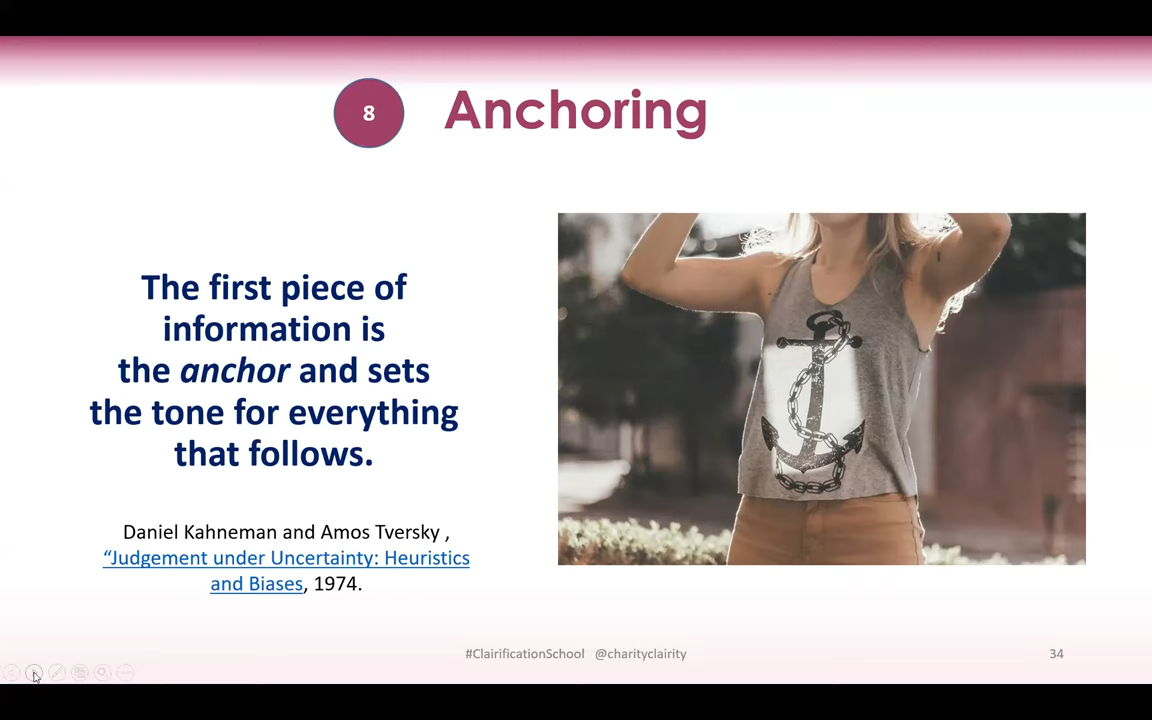 8
Anchoring
The first piece of
information is
the anchor and sets
the tone for everything
that follows.
Daniel Kahneman and Amos Tversky ,
“Judgement under Uncertainty: Heuristics
and Biases, 1974.
#ClairificationSchool @charityclairity
34